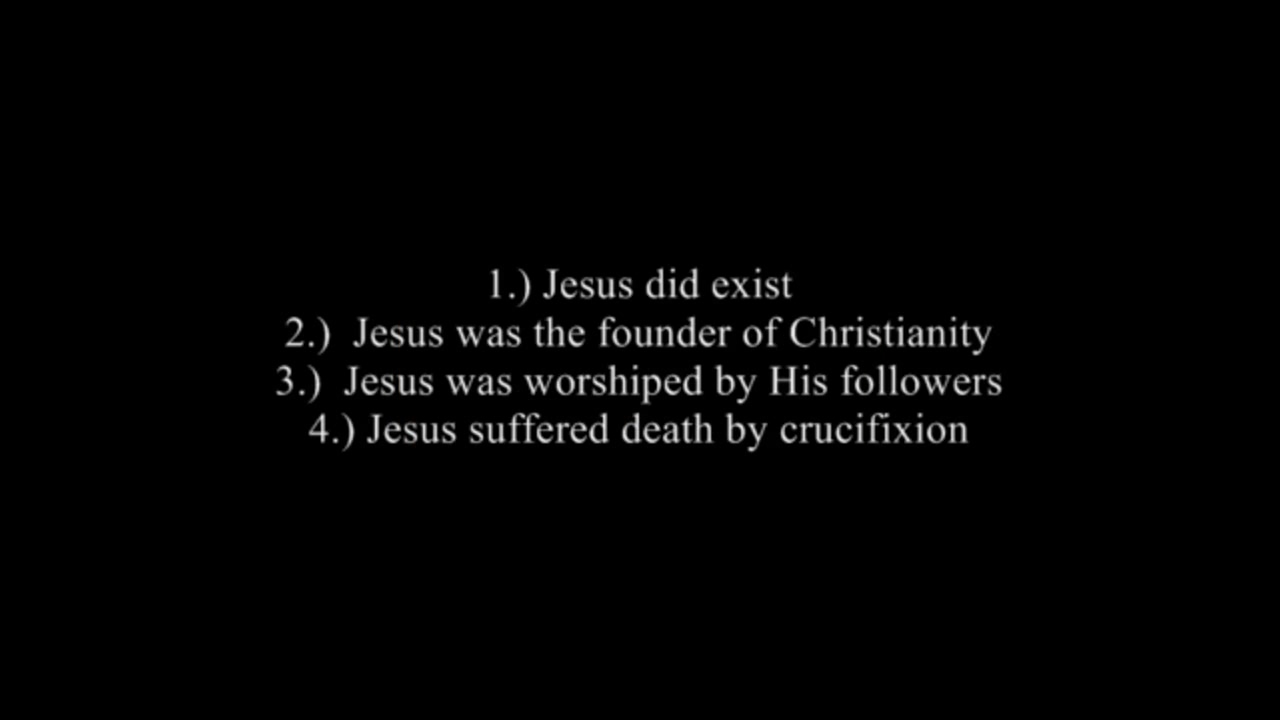 1.) Jesus did exist
2.)  Jesus was the founder of Christianity
3.)  Jesus was worshiped by His followers
4.) Jesus suffered death by crucifixion